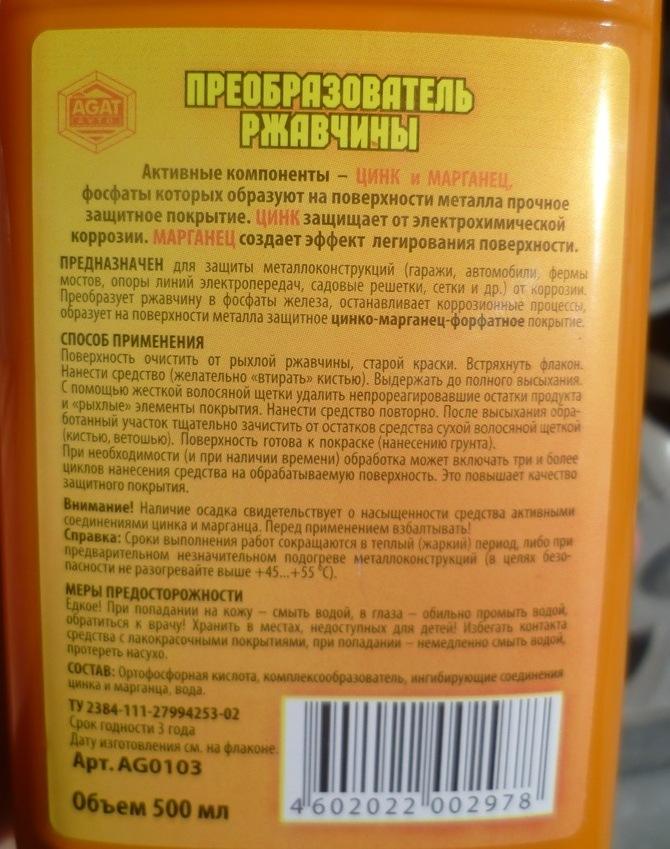 AGAT
АВТО
ПРЕОБРАЗОВАТЕЛЬ
РЖАВЧИНЫ
Активные компоненты – ЦИНК и МАРГАНЕЦ,
фосфаты которых образуют на поверхности металла прочное
защитное покрытие. ЦИНК защищает от электрохимической
коррозии. МАРГАНЕЦ создает эффект легирования поверхности.
ПРЕДНАЗНАЧЕН для защиты металлоконструкций (гаражи, автомобили, фермы
мостов, опоры линий электропередач, садовые решетки, сетки и др.) от коррозии.
Преобразует ржавчину в фосфаты железа, останавливает коррозионные процессы,
образует на поверхности металла защитное цинко-марганец-форфатное покрытие.
СПОСОБ ПРИМЕНЕНИЯ
Поверхность очистить от рыхлой ржавчины, старой краски. Встряхнуть флакон.
Нанести средство (желательно «втирать» кистью). Выдержать до полного высыхания.
С помощью жесткой волосяной щетки удалить непрореагировавшие остатки продукта
и «рыхлые» элементы покрытия. Нанести средство повторно. После высыхания обра-
ботанный участок тщательно зачистить от остатков средства сухой волосяной щеткой
(кистью, ветошью). Поверхность готова к покраске (нанесению грунта).
При необходимости (и при наличии времени) обработка может включать три и более
циклов нанесения средства на обрабатываемую поверхность. Это повышает качество
защитного покрытия.
Внимание! Наличие осадка свидетельствует о насыщенности средства активными
соединениями цинка и марганца. Перед применением взбалтывать!
Справка: Сроки выполнения работ сокращаются в теплый (жаркий) период, либо при
предварительном незначительном подогреве металлоконструкций (в целях безо-
пасности не разогревайте выше +45...+55 °С).
МЕРЫ ПРЕДОСТОРОЖНОСТИ
Едкое! При попадании на кожу – смыть водой, в глаза – обильно промыть водой,
обратиться к врачу! Хранить в местах, недоступных для детей! Избегать контакта
средства с лакокрасочными покрытиями, при попадании – немедленно смыть водой,
протереть насухо.
СОСТАВ: Ортофосфорная кислота, комплексообразователь, ингибирующие соединения
цинка и марганца, вода.
ТУ 2384-111-27994253-02
Срок годности 3 года
Дату изготовления см. на флаконе.
Арт. AG0103
Объем 500 мл
4 602022 002978